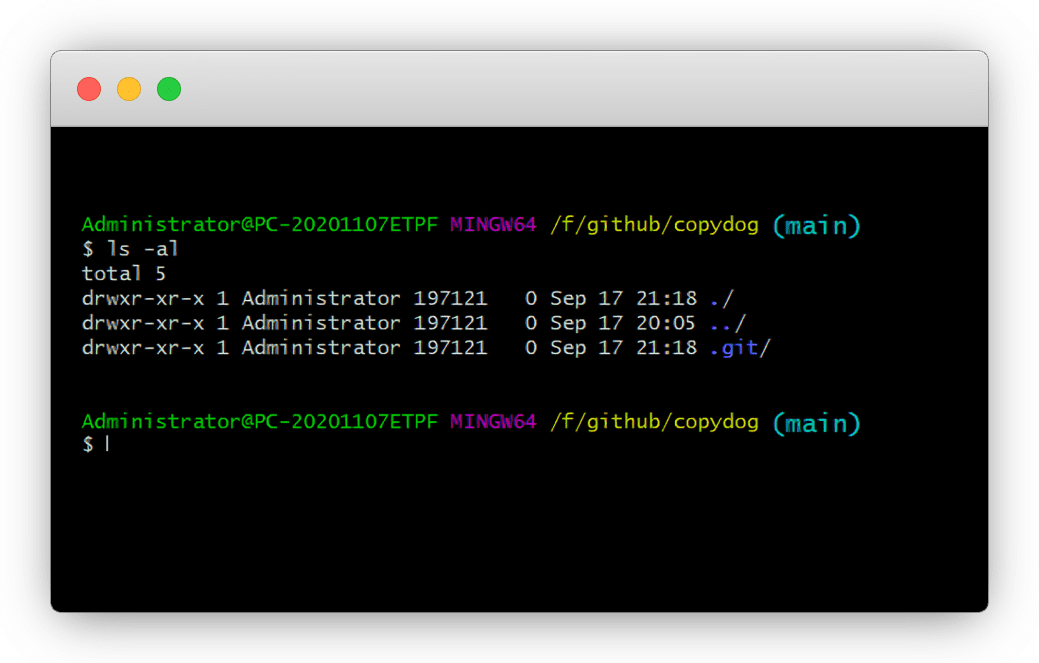 Administrator@PC-20201107ETPF MINGW64 /f/github/copydog (main)
$ ls -al
total 5
drwxr-xr-x 1 Administrator 197121   0 Sep 17 21:18 ./
drwxr-xr-x 1 Administrator 197121   0 Sep 17 20:05 ../
drwxr-xr-x 1 Administrator 197121   0 Sep 17 21:18 .git/
Administrator@PC-20201107ETPF MINGW64 /f/github/copydog (main)
$